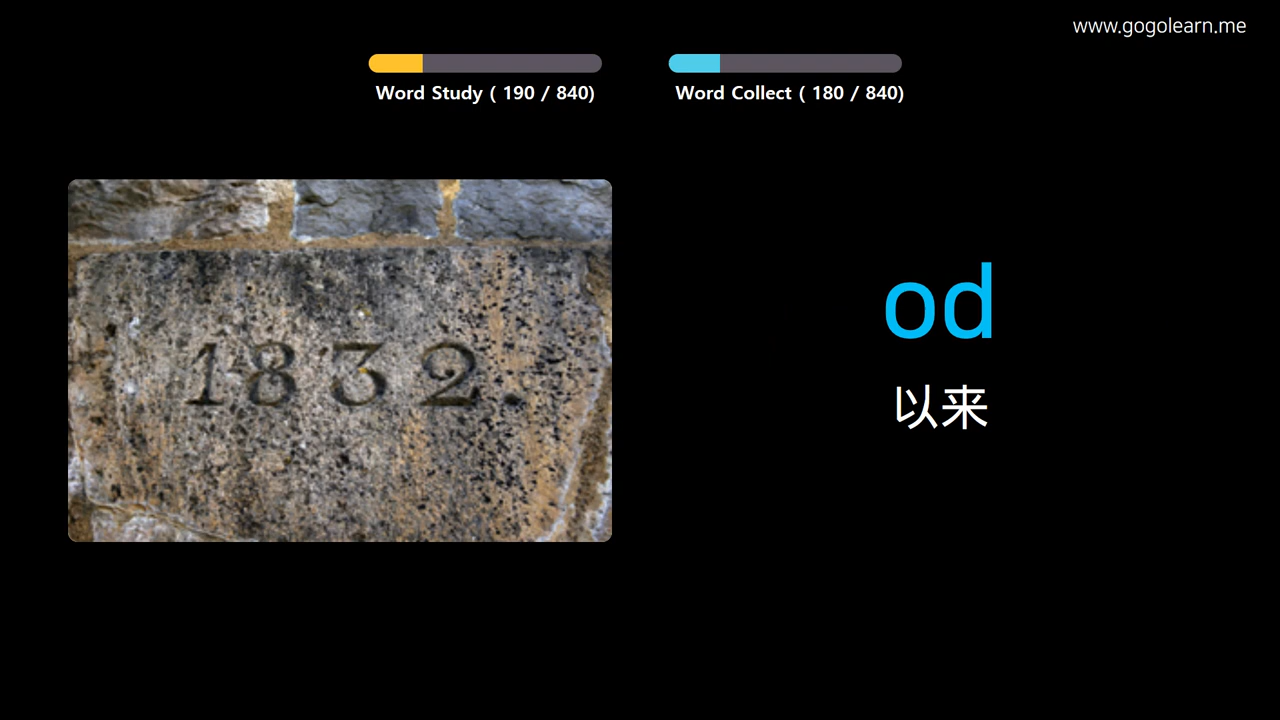 www.gogolearn.me
Word Study ( 190 / 840)
Word Collect ( 180 / 840)
1832.
od
以来